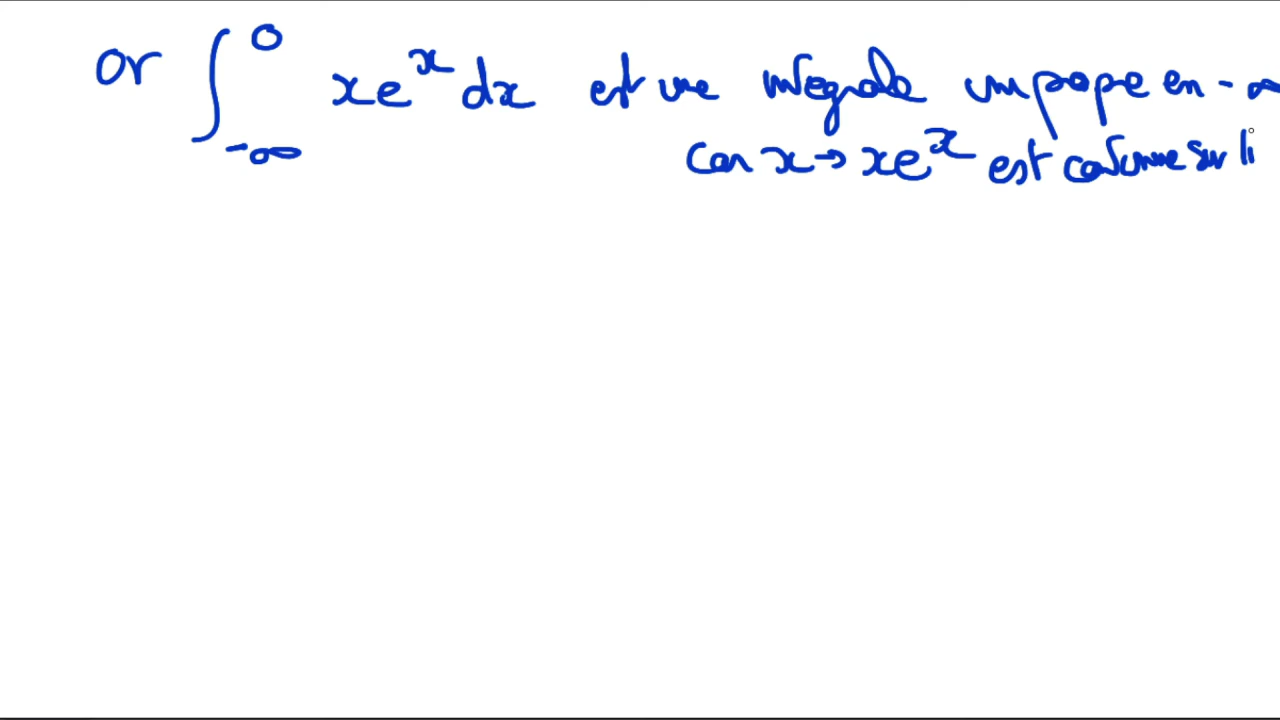 or ∫_{-∞}^{0} xe^x dx est une intégrale impropre en -∞
car x → xe^x est continue sur